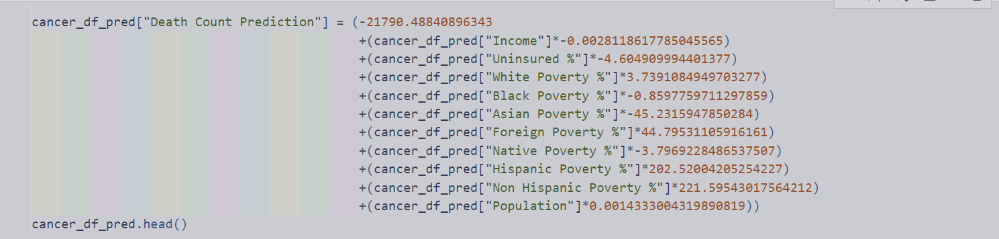 cancer_df_pred["Death Count Prediction"] = (-21790.48840896343
+(cancer_df_pred["Income"]*-0.0028118617785045565)
+(cancer_df_pred["Uninsured %"]*-4.604909994401377)
+(cancer_df_pred["White Poverty %"]*3.7391084949703277)
+(cancer_df_pred["Black Poverty %"]*-0.8597759711297859)
+(cancer_df_pred["Asian Poverty %"]*-45.2315947850284)
+(cancer_df_pred["Foreign Poverty %"]*44.79531105916161)
+(cancer_df_pred["Native Poverty %"]*-3.7969228486537507)
+(cancer_df_pred["Hispanic Poverty %"]*202.52004205254227)
+(cancer_df_pred["Non Hispanic Poverty %"]*221.59543017564212)
+(cancer_df_pred["Population"]*0.0014333004319890819))
cancer_df_pred.head()